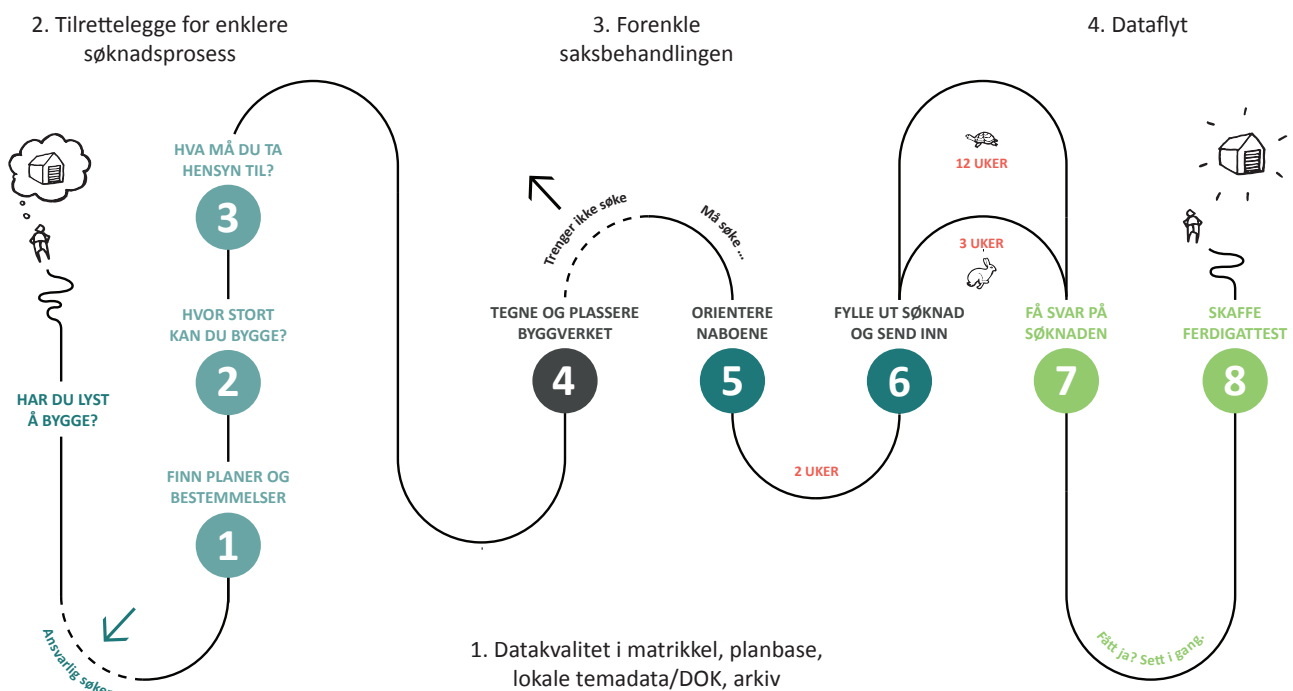 2. Tilrettelegge for enklere
søknadsprosess
3. Forenkle
saksbehandlingen
4. Dataflyt
HAR DU LYST
Å BYGGE?
Ansvarlig søker
FINN PLANER OG
BESTEMMELSER
1
HVOR STORT
KAN DU BYGGE?
2
HVA MÅ DU TA
HENSYN TIL?
3
TEGNE OG PLASSERE
BYGGVERKET
4
Trenger ikke søke
Må søke ...
ORIENTERE
NABOENE
5
2 UKER
FYLLE UT SØKNAD
OG SEND INN
6
12 UKER
3 UKER
FÅ SVAR PÅ
SØKNADEN
7
Fått ja? Sett i gang.
SKAFFE
FERDIGATTEST
8
1. Datakvalitet i matrikkel, planbase,
lokale temadata/DOK, arkiv